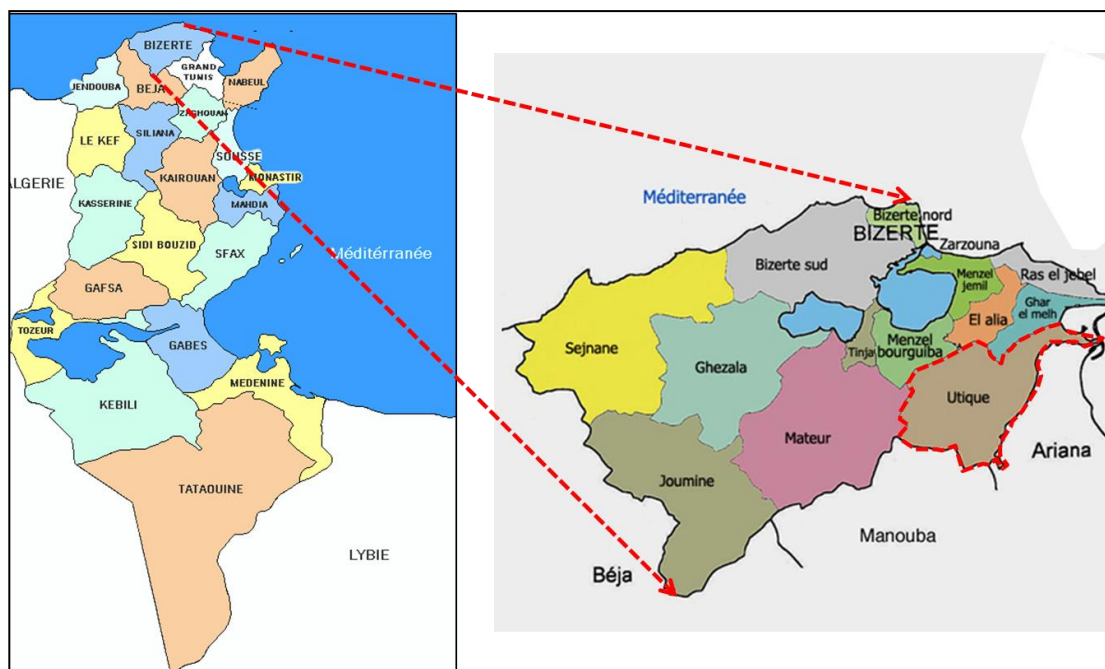 BIZERTE
GRAND
TUNIS
NABEUL
JENDOUBA
BEJA
ZAGHOUAN
LE KEF
SILIANA
SOUSSE
ALGERIE
KAIROUAN
MONASTIR
KASSERINE
MAHDIA
SIDI BOUZID
SFAX
Méditérranée
GAFSA
TOZEUR
GABES
MEDENINE
KEBILI
TATAOUINE
LYBIE
Méditerranée
Bizerte nord
BIZERTE
Zarzouna
Bizerte sud
Menzel
jemil
Ras el jebel
Ghar
el melh
El alia
Sejnane
Ghezala
Tinja
Menzel
bourguiba
Utique
Mateur
Ariana
Joumine
Manouba
Béja